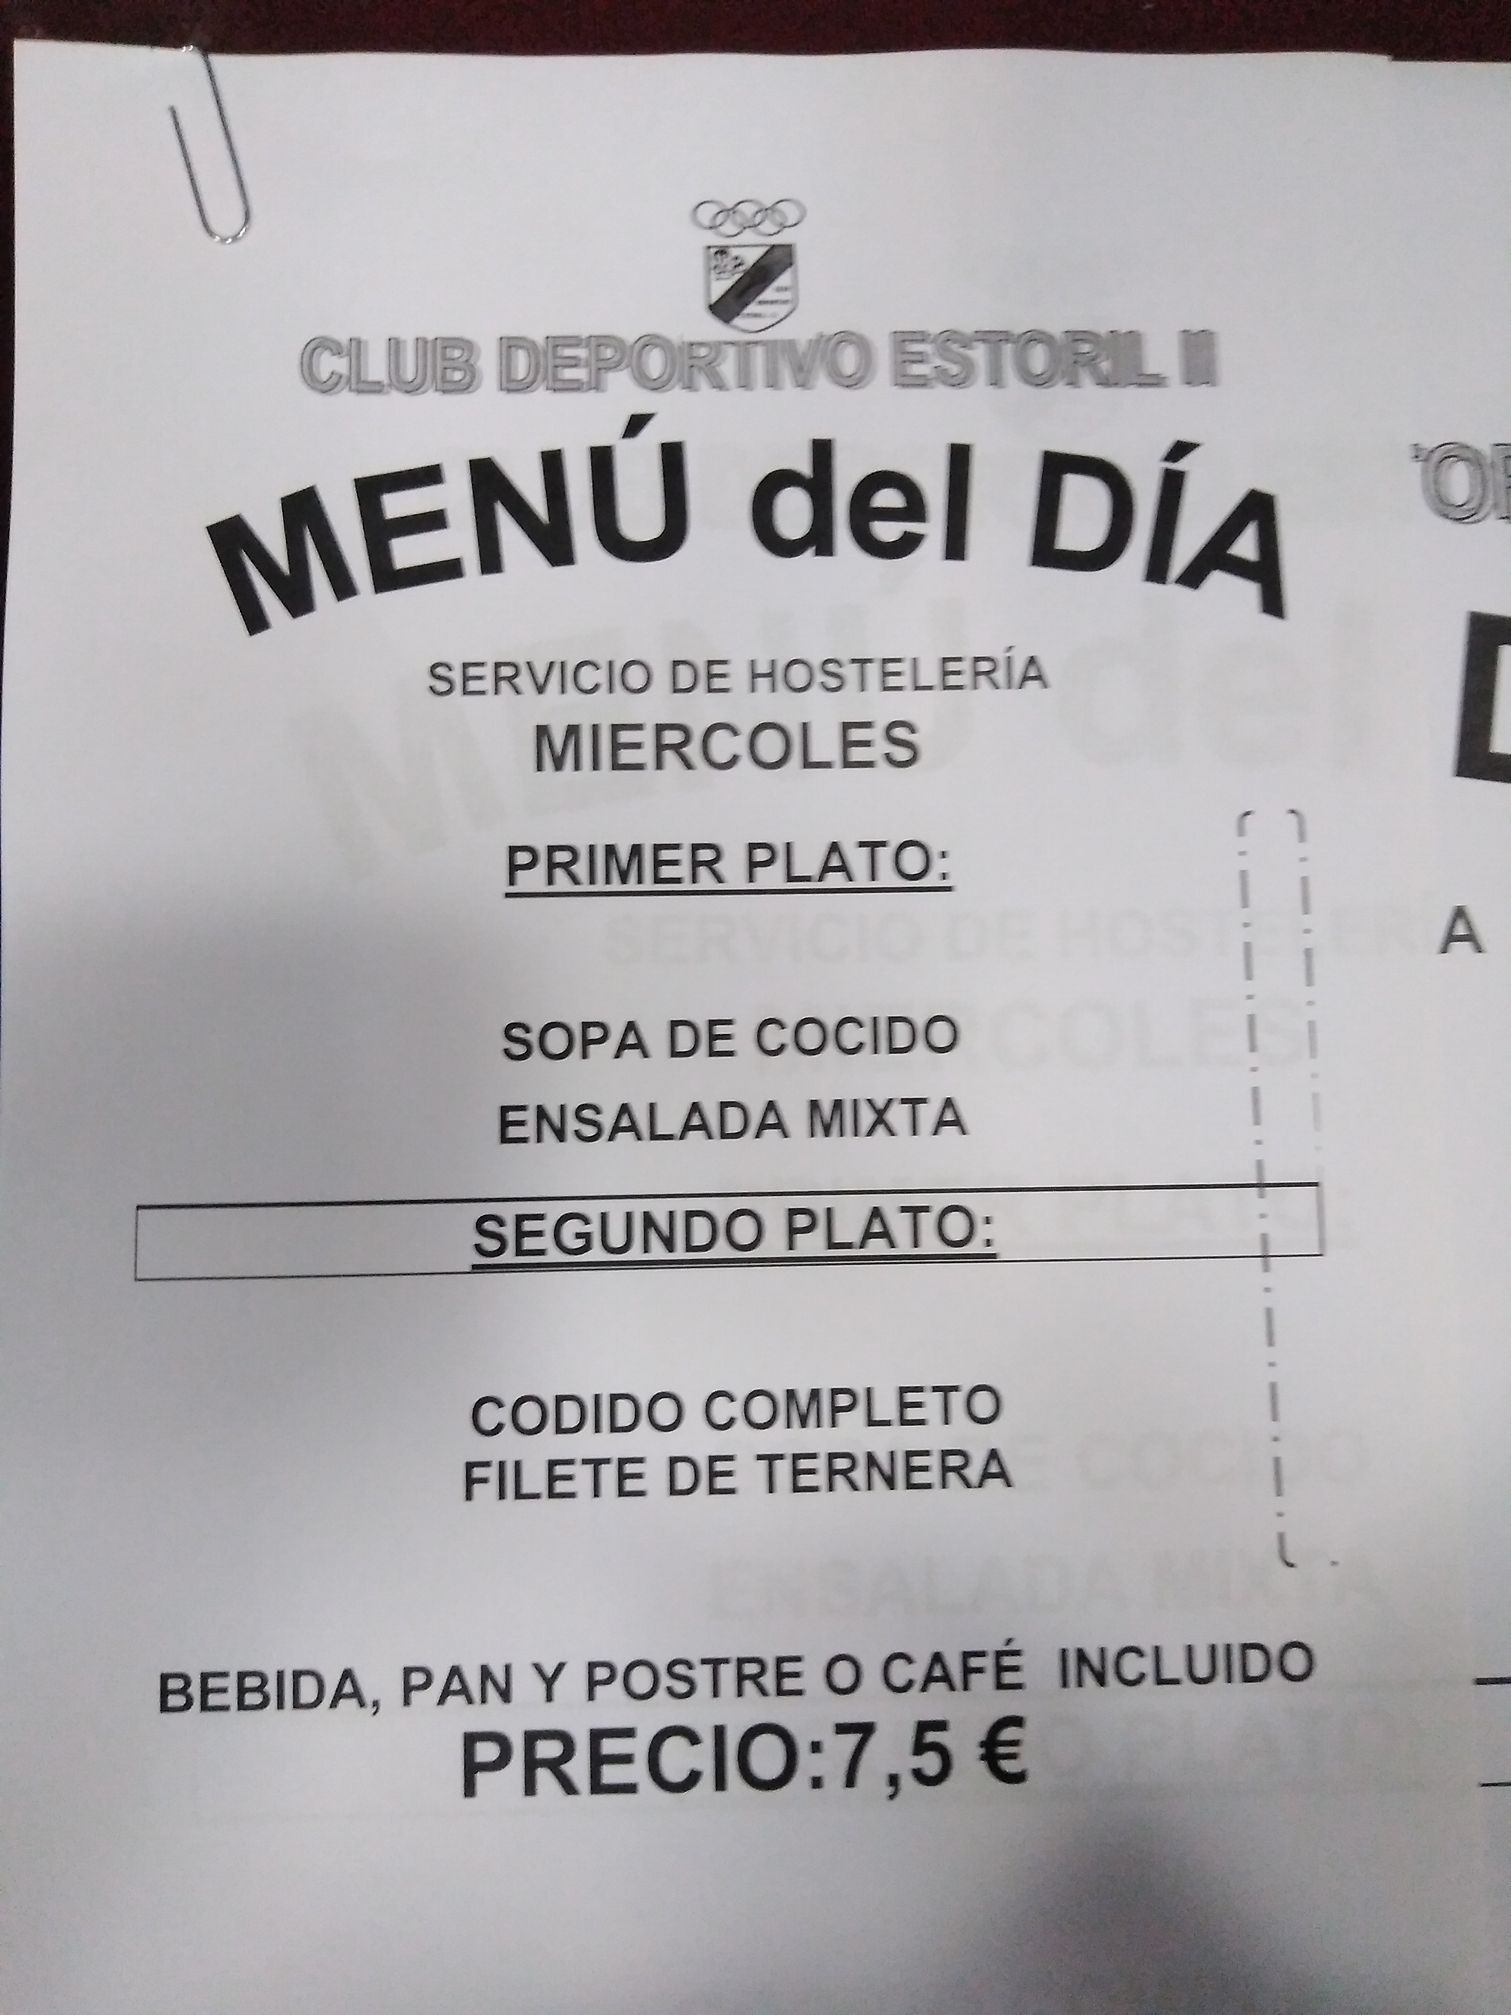 CLUB DEPORTIVO ESTORIL II
MENÚ del DÍA
SERVICIO DE HOSTELERÍA
MIERCOLES
PRIMER PLATO:
SOPA DE COCIDO
ENSALADA MIXTA
SEGUNDO PLATO:
CODIDO COMPLETO
FILETE DE TERNERA
BEBIDA, PAN Y POSTRE O CAFÉ INCLUIDO
PRECIO:7,5 €
A